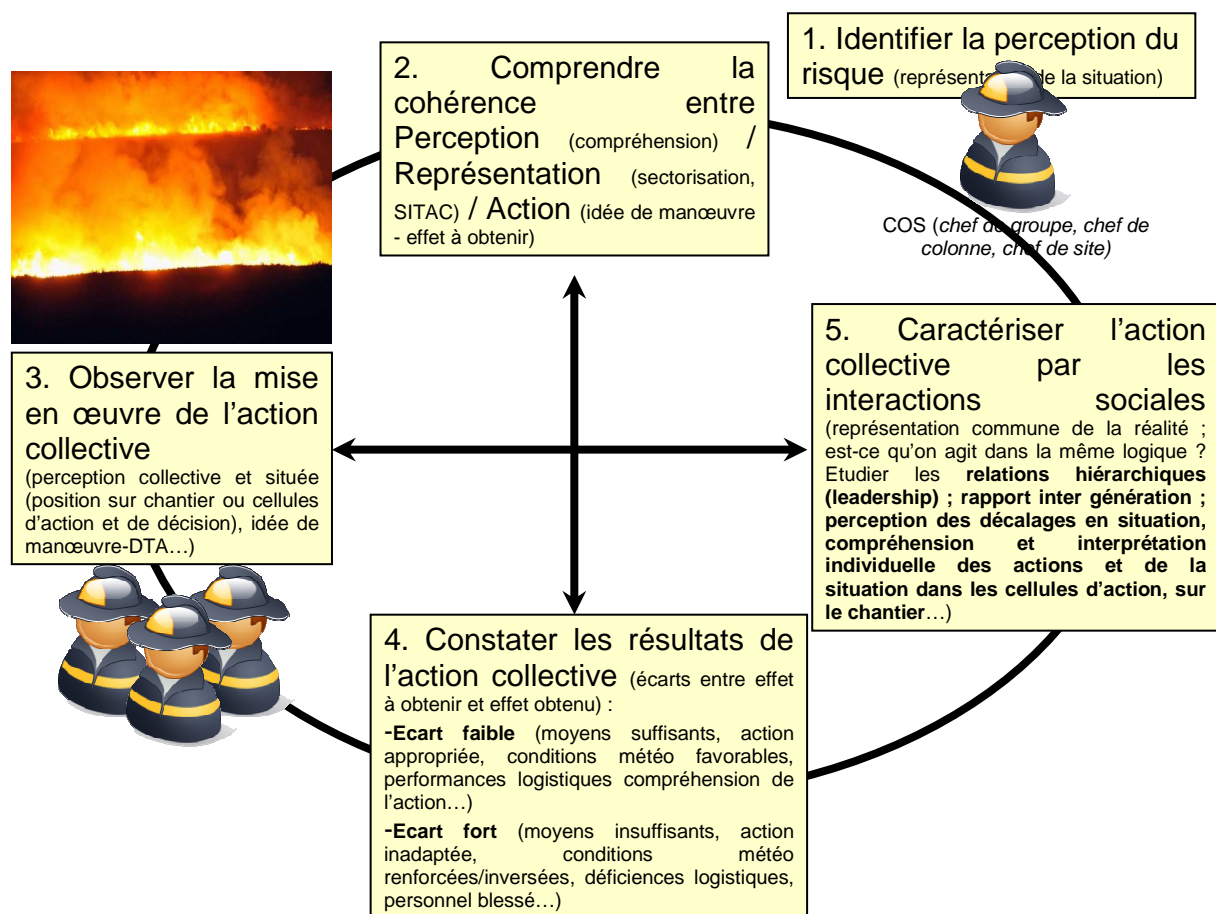 1. Identifier la perception du
risque (représentation de la situation)
COS (chef de groupe, chef de
colonne, chef de site)
2. Comprendre la
cohérence entre
Perception (compréhension) /
Représentation (sectorisation,
SITAC) / Action (idée de manœuvre
- effet à obtenir)
3. Observer la mise
en œuvre de l’action
collective
(perception collective et située
(position sur chantier ou cellules
d’action et de décision), idée de
manœuvre-DTA…)
4. Constater les résultats de
l’action collective (écarts entre effet
à obtenir et effet obtenu) :
-Ecart faible (moyens suffisants, action
appropriée, conditions météo favorables,
performances logistiques compréhension de
l’action…)
-Ecart fort (moyens insuffisants, action
inadaptée, conditions météo
renforcées/inversées, déficiences logistiques,
personnel blessé…)
5. Caractériser l’action
collective par les
interactions sociales
(représentation commune de la réalité ;
est-ce qu’on agit dans la même logique ?
Etudier les relations hiérarchiques
(leadership) ; rapport inter génération ;
perception des décalages en situation,
compréhension et interprétation
individuelle des actions et de la
situation dans les cellules d’action, sur
le chantier…)